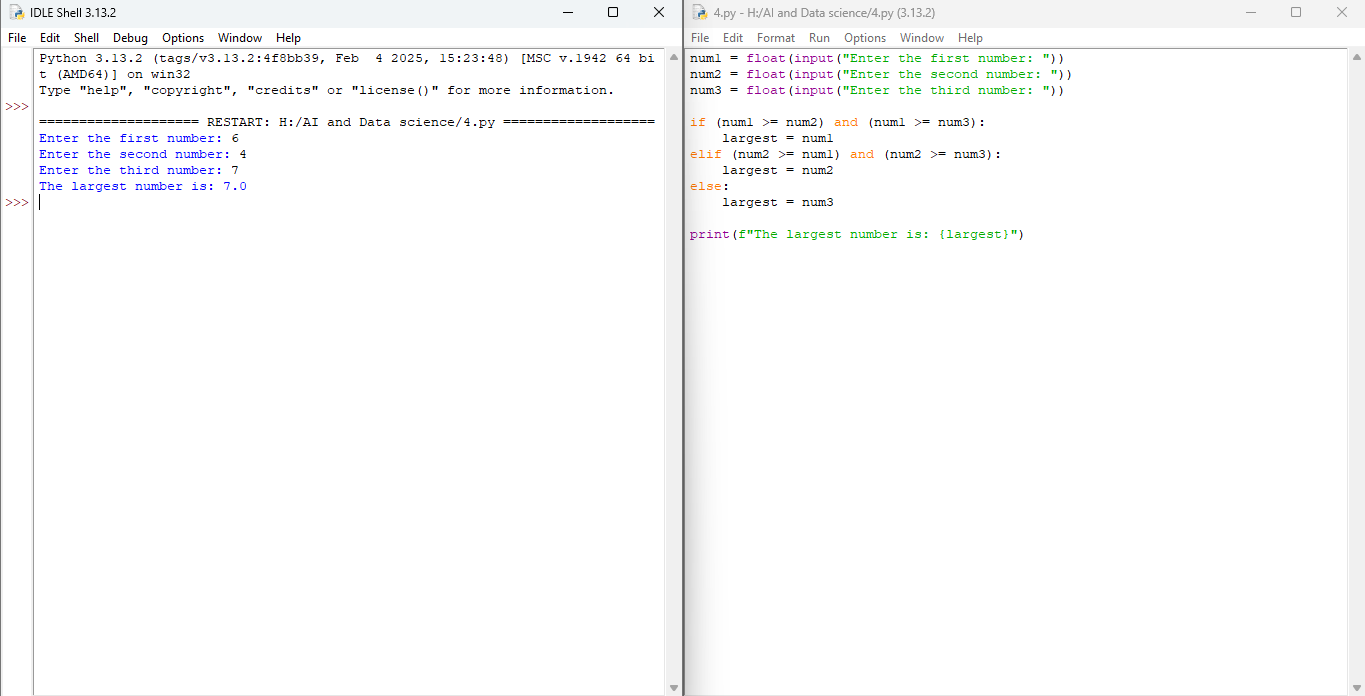 IDLE Shell 3.13.2
File Edit Shell Debug Options Window Help
Python 3.13.2 (tags/v3.13.2:4f8bb39, Feb  4 2025, 15:23:48) [MSC v.1942 64 bi
t (AMD64)] on win32
Type "help", "copyright", "credits" or "license()" for more information.
>>>
==================== RESTART: H:/AI and Data science/4.py ===================
Enter the first number: 6
Enter the second number: 4
Enter the third number: 7
The largest number is: 7.0
>>>
4.py - H:/AI and Data science/4.py (3.13.2)
File Edit Format Run Options Window Help
num1 = float(input("Enter the first number: "))
num2 = float(input("Enter the second number: "))
num3 = float(input("Enter the third number: "))
if (num1 >= num2) and (num1 >= num3):
    largest = num1
elif (num2 >= num1) and (num2 >= num3):
    largest = num2
else:
    largest = num3
print(f"The largest number is: {largest}")